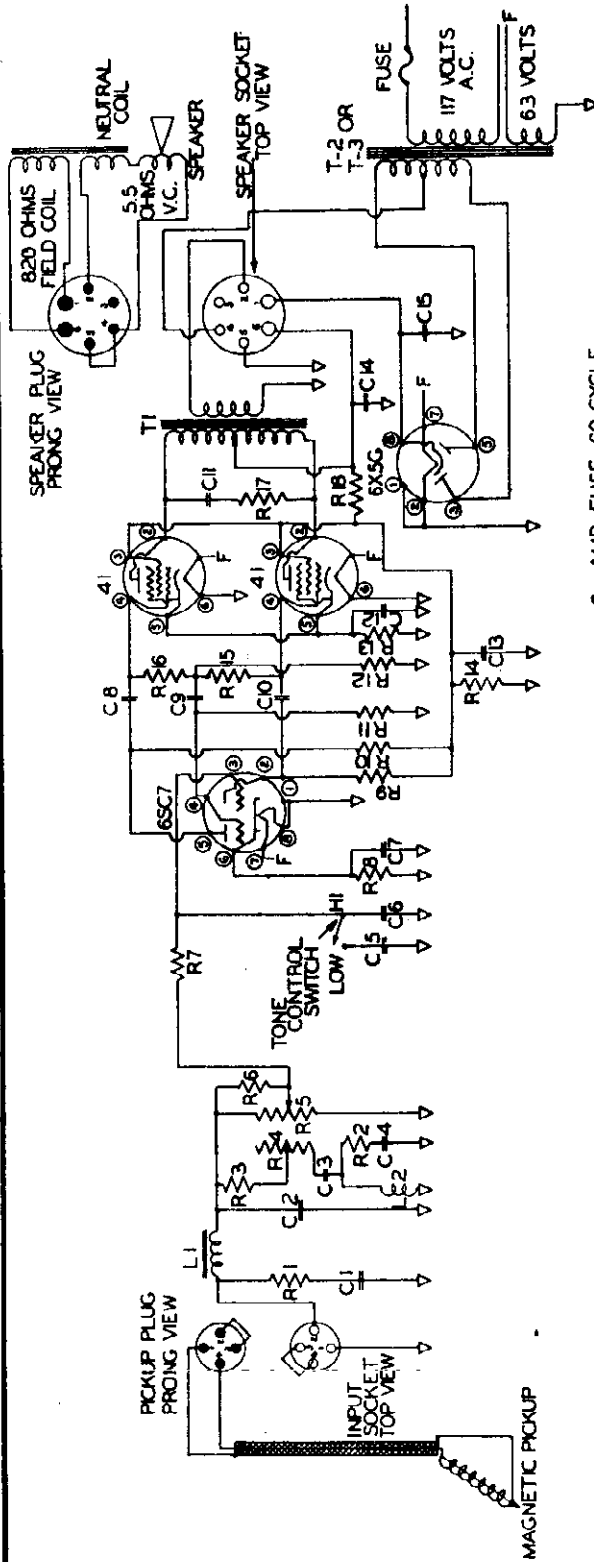 PICKUP PLUG
PRONG VIEW
INPUT
SOCKET
TOP VIEW
MAGNETIC PICKUP
L1
R1
C1
C2
R3
R4
C3
L2
R2
C4
R5
R6
R7
TONE
CONTROL
SWITCH
LOW
HI
C5
C6
6SC7
R8
C7
F
R9
R10
R11
R12
C8
C9
C10
R16
R15
41
41
F
F
R13
C12
R14
C13
C11
R17
R18
T1
C14
6X5G
F
C15
SPEAKER PLUG
PRONG VIEW
820 OHMS
FIELD COIL
NEUTRAL
COIL
5.5
OHMS
V.C.
SPEAKER
SPEAKER SOCKET
TOP VIEW
T-2 OR
T-3
FUSE
117 VOLTS
A.C.
F
6.3 VOLTS
AMP FUSE 60 CYCLE